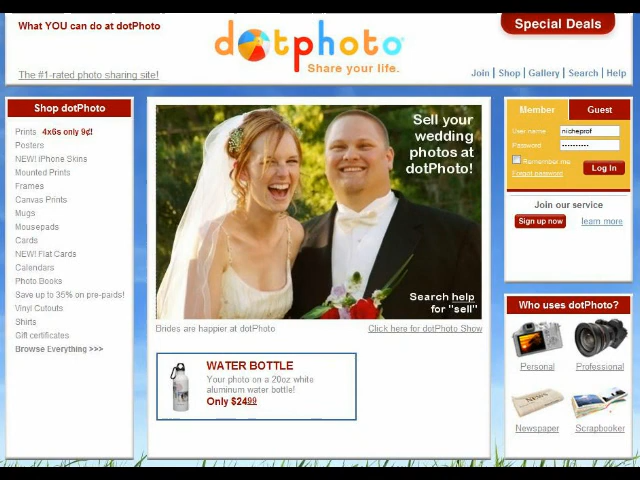 What YOU can do at dotPhoto
dotphoto
Share your life.
Special Deals
The #1-rated photo sharing site!
Join | Shop | Gallery | Search | Help
Shop dotPhoto
Prints 4x6s only 9¢!
Posters
NEW! iPhone Skins
Mounted Prints
Frames
Canvas Prints
Mugs
Mousepads
Cards
NEW! Flat Cards
Calendars
Photo Books
Save up to 35% on pre-paids!
Vinyl Cutouts
Shirts
Gift certificates
Browse Everything >>>
Sell your
wedding
photos at
dotPhoto!
Search help
for "sell"
Brides are happier at dotPhoto
Click here for dotPhoto Show
WATER BOTTLE
Your photo on a 20oz white
aluminum water bottle!
Only $24.99
Member
Guest
User name nicheprof
Password ••••••••••
Remember me
Forgot password
Log In
Join our service
Sign up now
learn more
Who uses dotPhoto?
Personal
Professional
NEWS
Newspaper
Scrapbooker